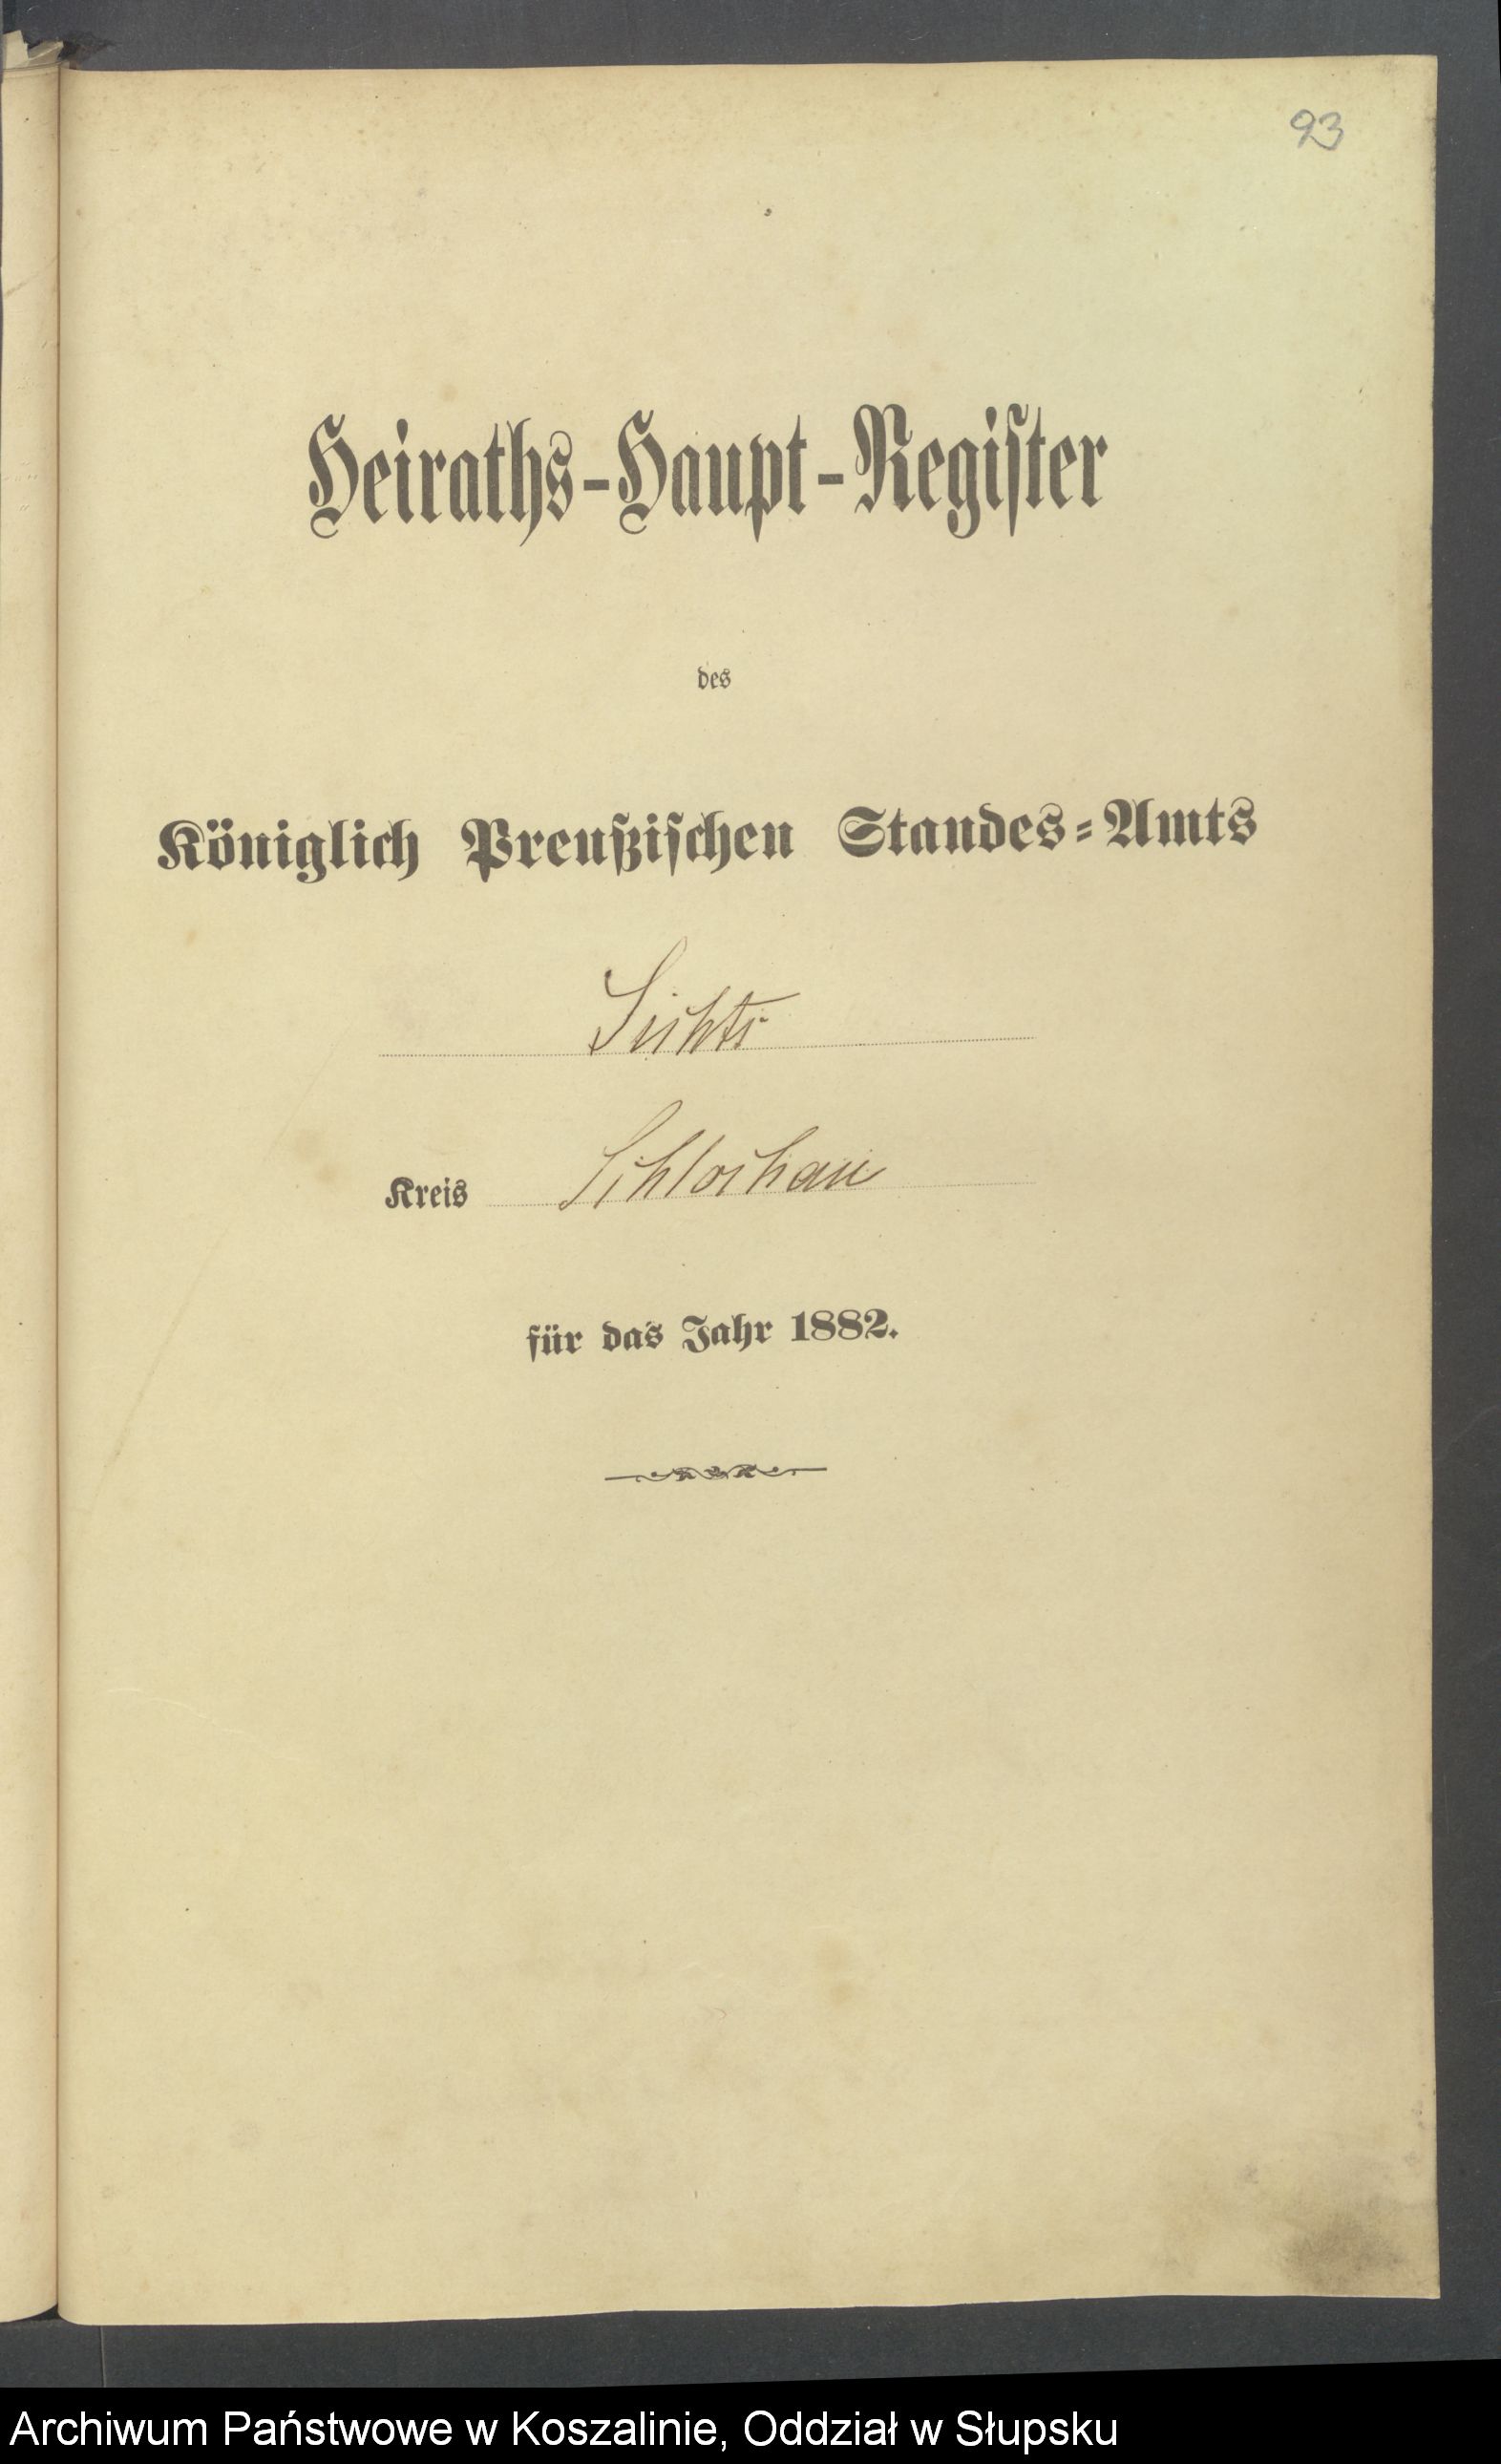 93
Heiraths-Haupt-Register
des
Königlich Preußischen Standes-Amts
Sichts
Kreis Schlochau
für das Jahr 1882.
Archiwum Państwowe w Koszalinie, Oddział w Słupsku